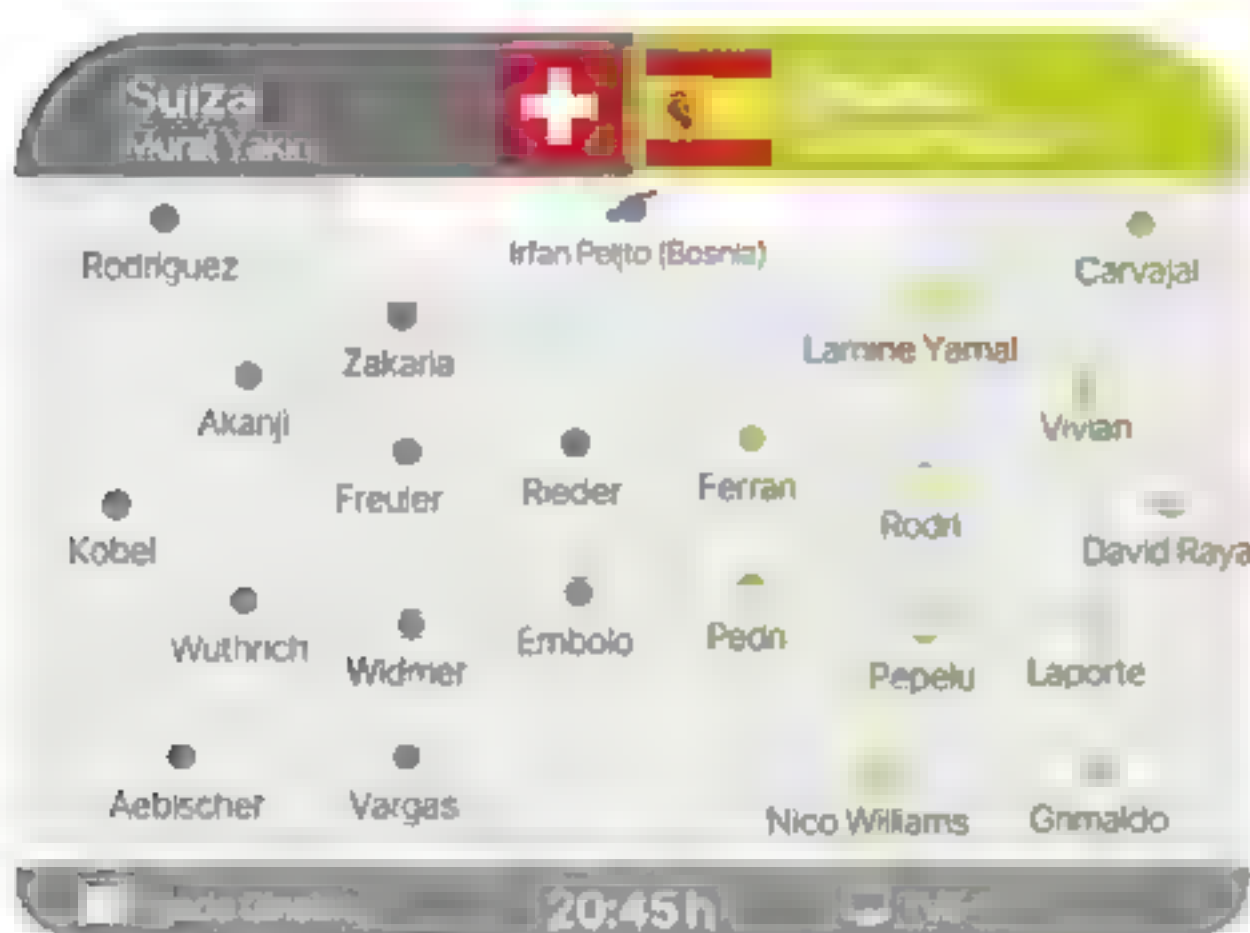 Suiza
Murat Yakin
Irfan Peljto (Bosnia)
Rodriguez
Carvajal
Zakaria
Lamine Yamal
Akanji
Vivian
Freuler
Rieder
Ferran
Rodri
Kobel
David Raya
Wuthrich
Widmer
Embolo
Pedri
Pepelu
Laporte
Aebischer
Vargas
Nico Williams
Grimaldo
20:45 h